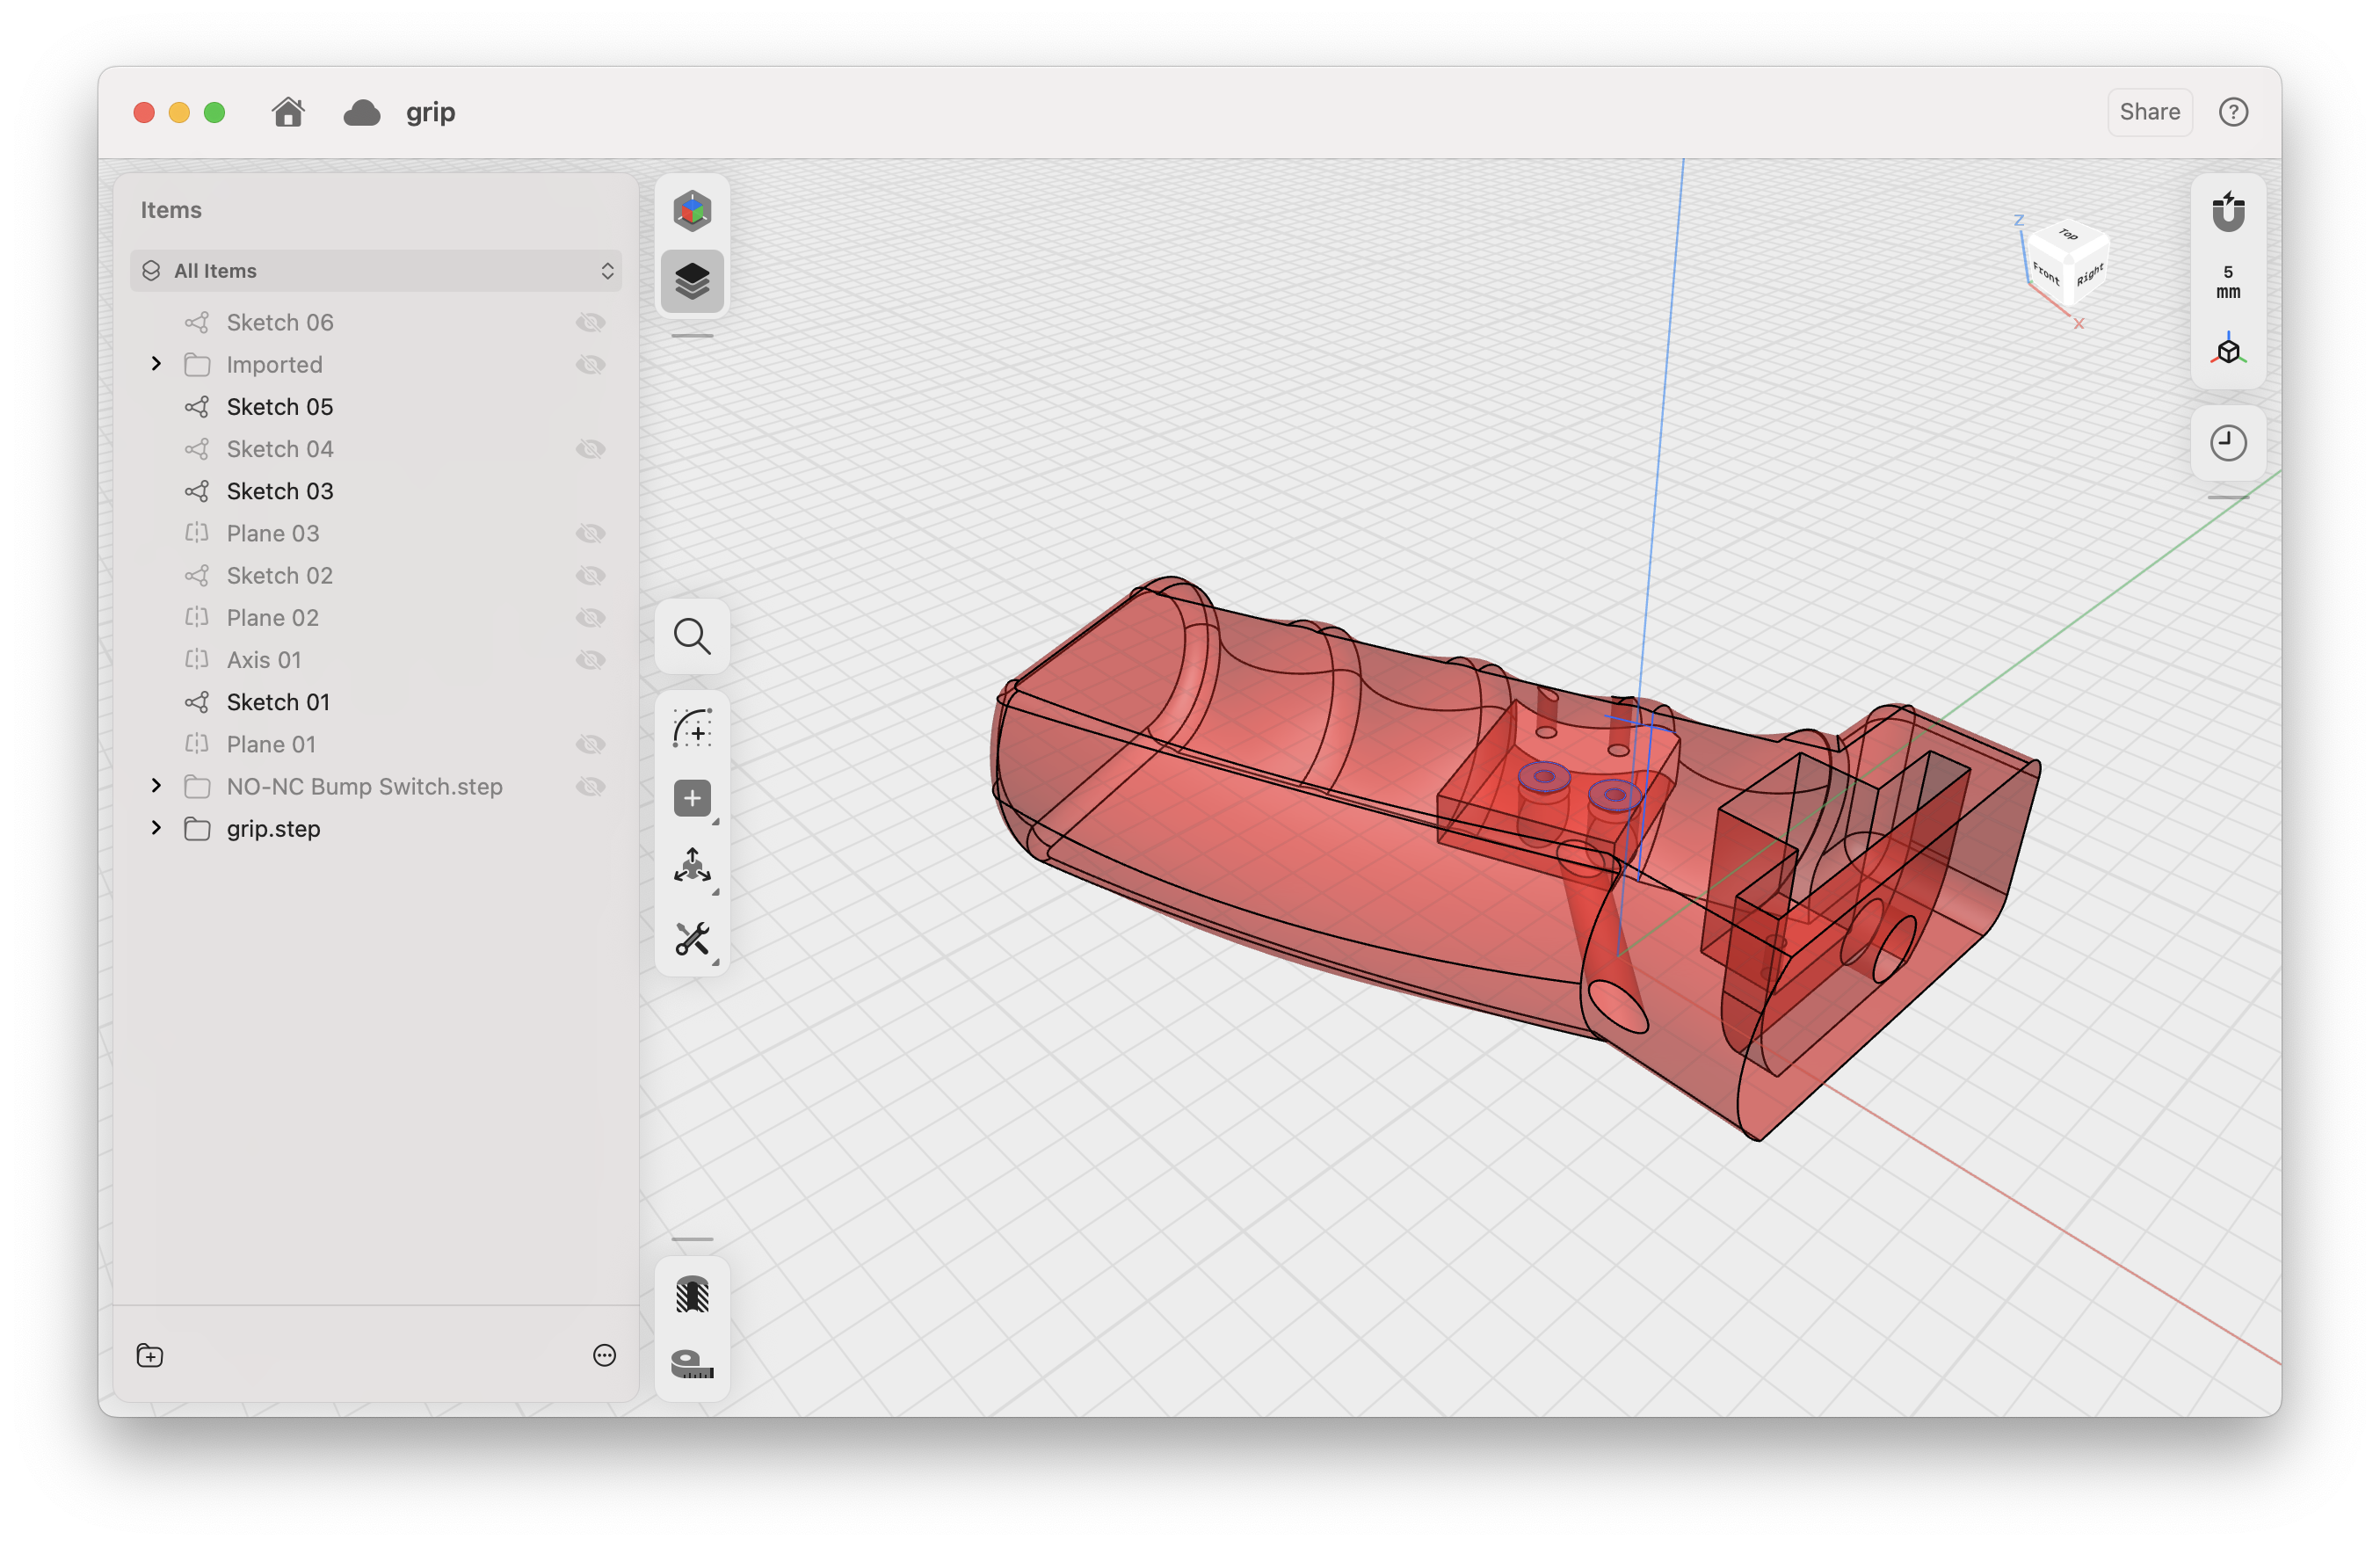 grip
Share
?
Items
All Items
Sketch 06
Imported
Sketch 05
Sketch 04
Sketch 03
Plane 03
Sketch 02
Plane 02
Axis 01
Sketch 01
Plane 01
NO-NC Bump Switch.step
grip.step
Z
Top
Front
Right
X
5
mm